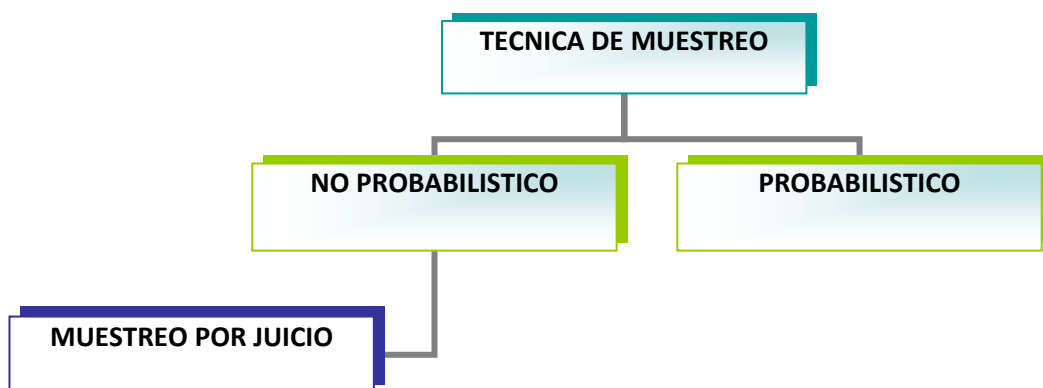 TECNICA DE MUESTREO
NO PROBABILISTICO
PROBABILISTICO
MUESTREO POR JUICIO